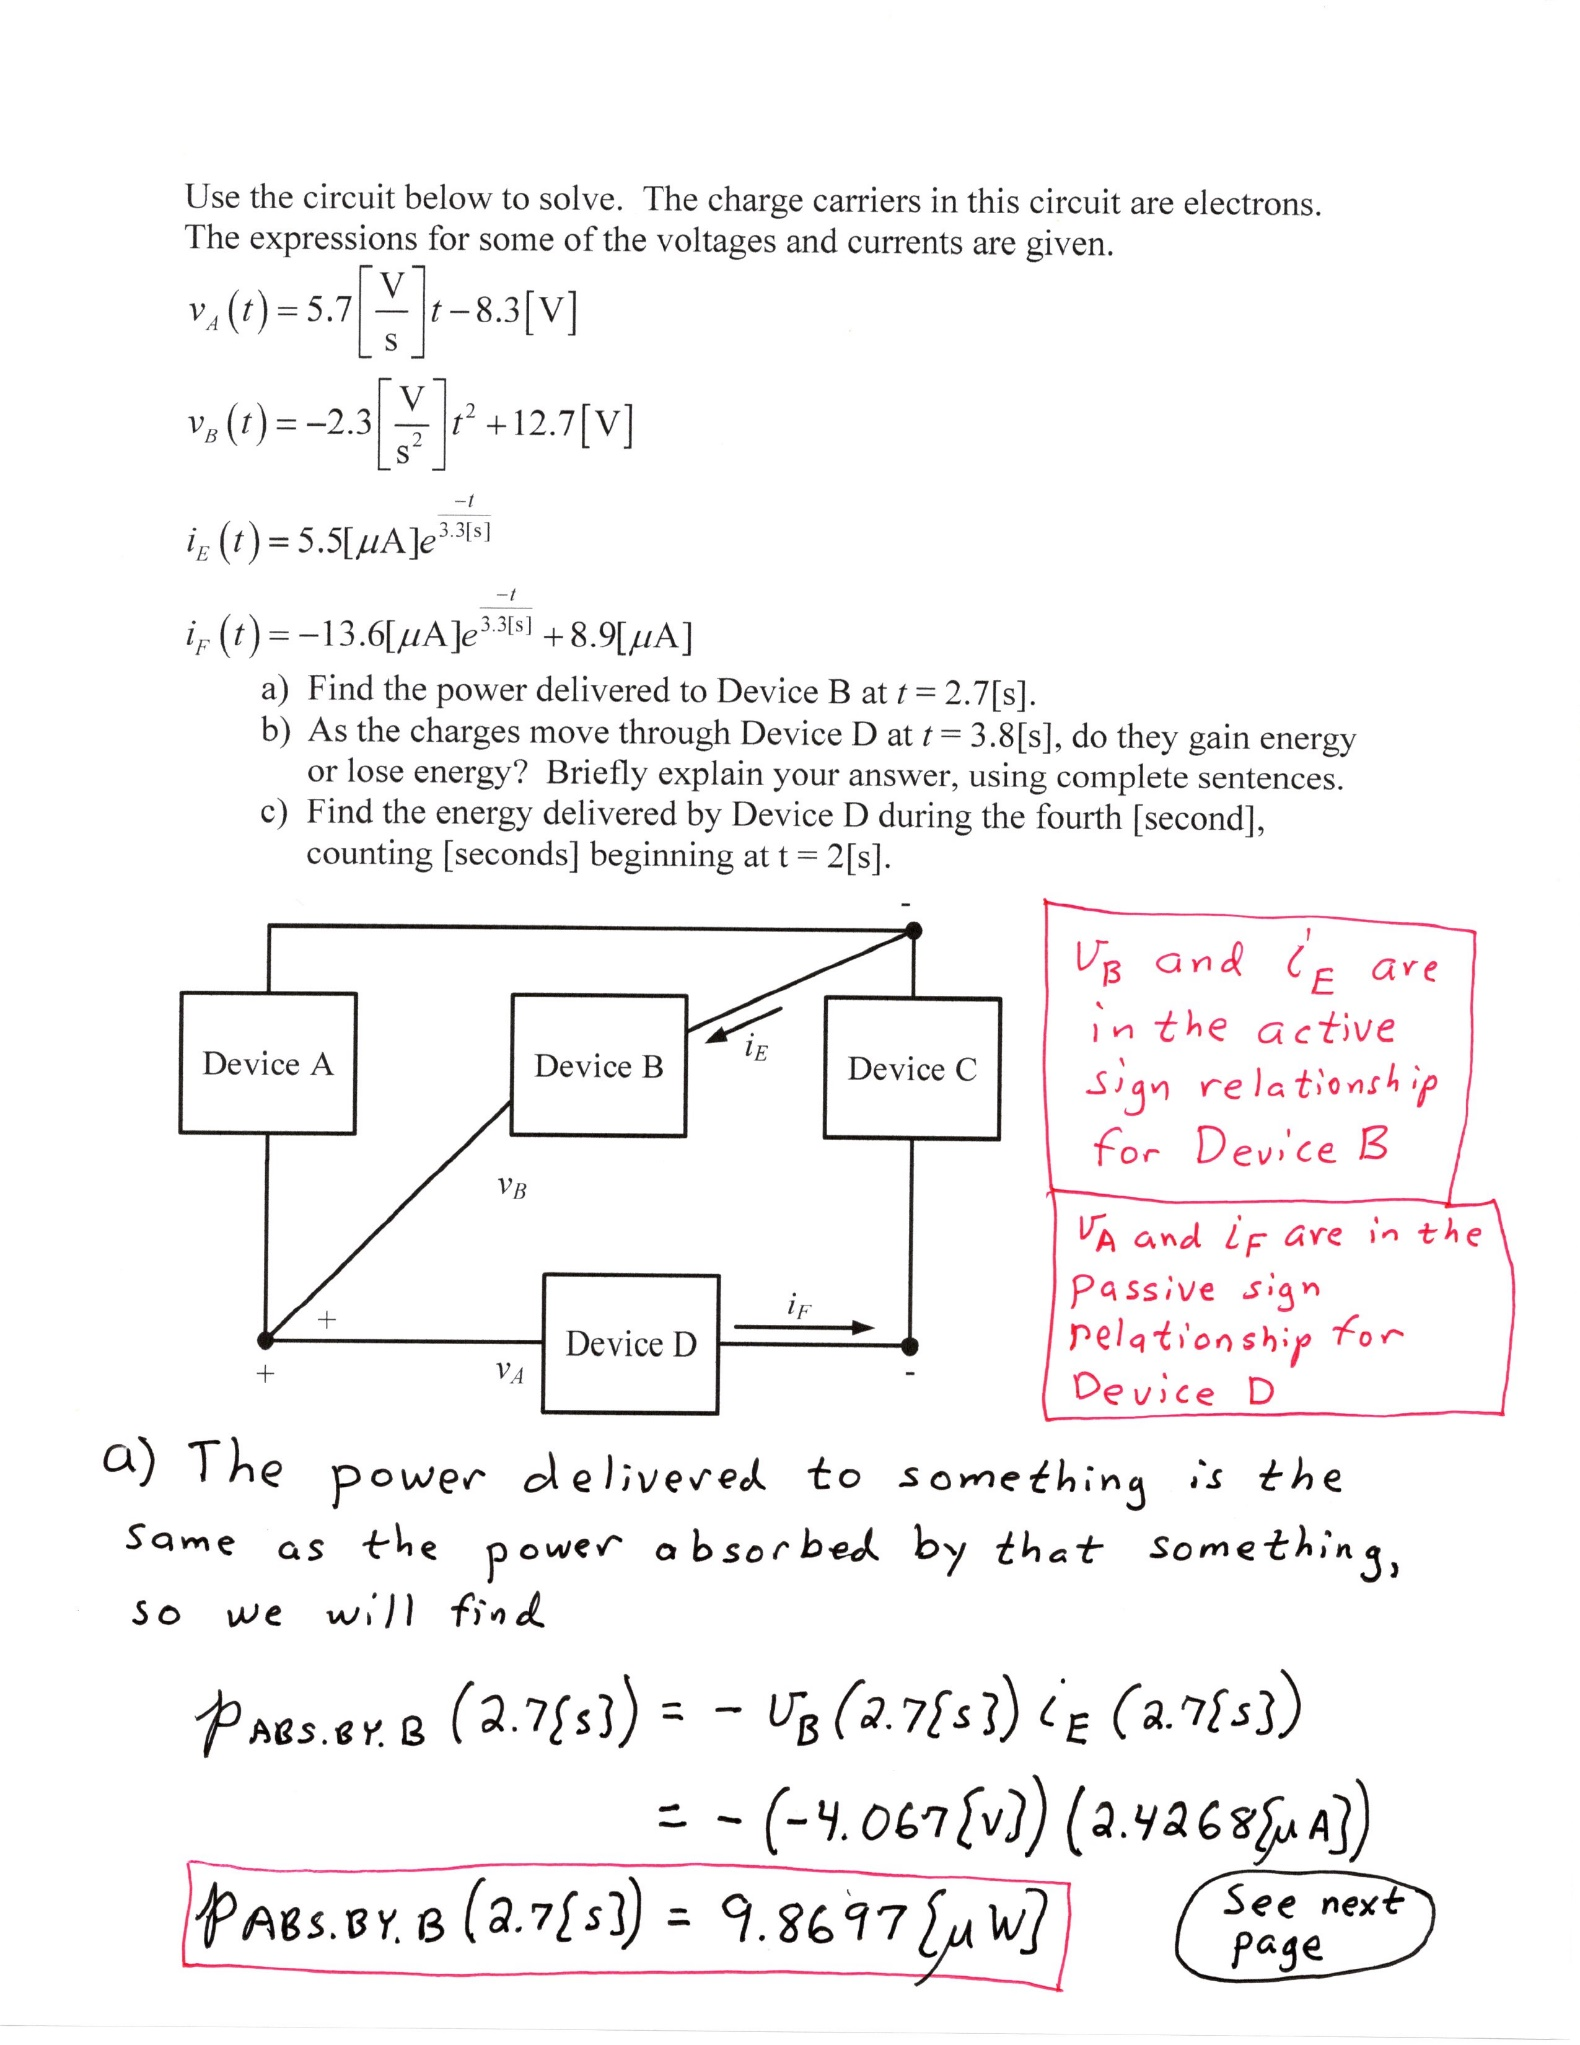 Use the circuit below to solve.  The charge carriers in this circuit are electrons.
The expressions for some of the voltages and currents are given.
v_A(t) = 5.7[V/s]t − 8.3[V]
v_B(t) = −2.3[V/s²]t² + 12.7[V]
i_E(t) = 5.5[μA]e^(−t/3.3[s])
i_F(t) = −13.6[μA]e^(−t/3.3[s]) + 8.9[μA]
a) Find the power delivered to Device B at t = 2.7[s].
b) As the charges move through Device D at t = 3.8[s], do they gain energy
or lose energy?  Briefly explain your answer, using complete sentences.
c) Find the energy delivered by Device D during the fourth [second],
counting [seconds] beginning at t = 2[s].
-
Device A
Device B
i_E
Device C
v_B
+
+
v_A
Device D
i_F
-
v_B and i_E are
in the active
sign relationship
for Device B
v_A and i_F are in the
passive sign
relationship for
Device D
a) The power delivered to something is the
same as the power absorbed by that something,
so we will find
p_ABS.BY.B (2.7[s]) = - v_B (2.7[s]) i_E (2.7[s])
= - (-4.067[V]) (2.4268[μA])
p_ABS.BY.B (2.7[s]) = 9.8697[μW]
See next
page